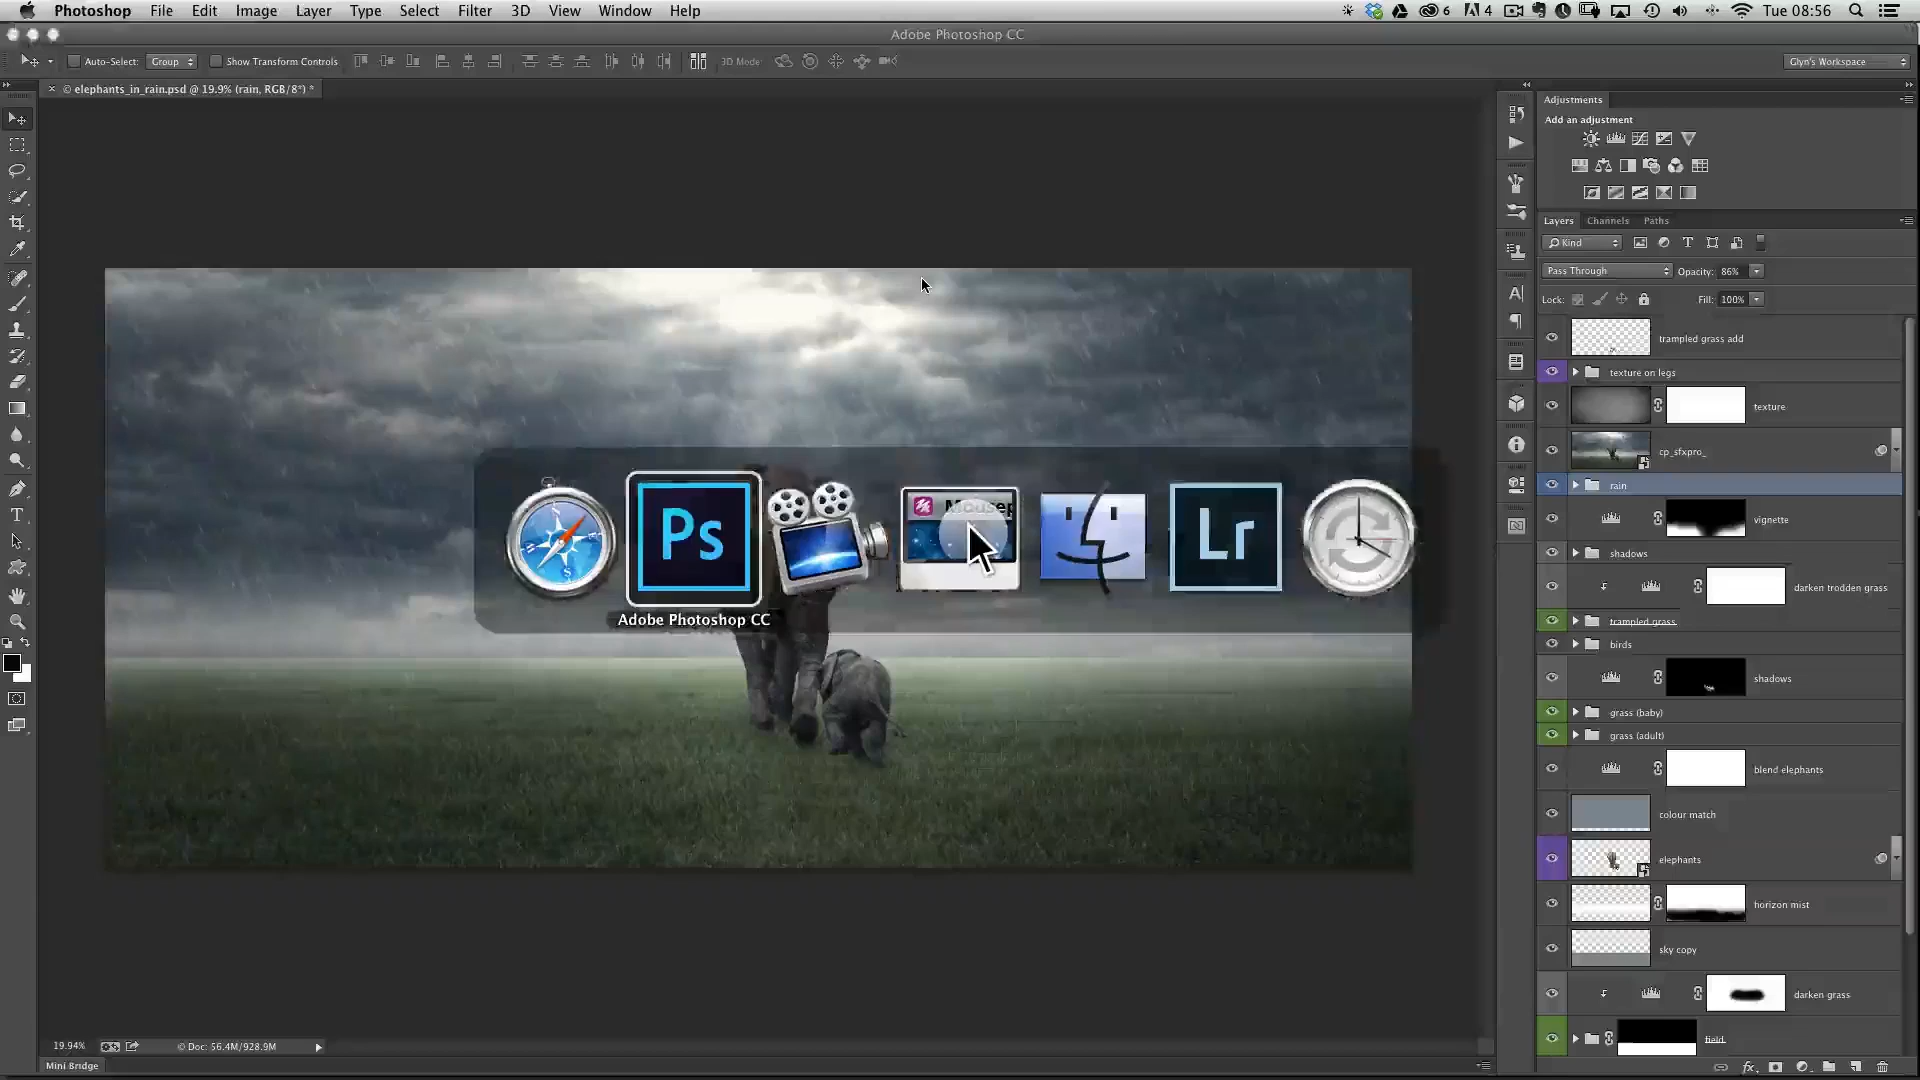 Photoshop File Edit Image Layer Type Select Filter 3D View Window Help 6 4 Tue 08:56
Adobe Photoshop CC
Auto-Select: Group Show Transform Controls 3D Mode: Glyn's Workspace
× © elephants_in_rain.psd @ 19.9% (rain, RGB/8*) *
Adjustments
Add an adjustment
Layers Channels Paths
Kind
Pass Through Opacity: 86%
Lock: Fill: 100%
trampled grass add
texture on legs
texture
cp_sfxpro_
rain
vignette
shadows
darken trodden grass
trampled grass
birds
shadows
grass (baby)
grass (adult)
blend elephants
colour match
elephants
horizon mist
sky copy
darken grass
field
Ps
Lr
Adobe Photoshop CC
19.94% © Doc: 56.4M/928.9M
Mini Bridge